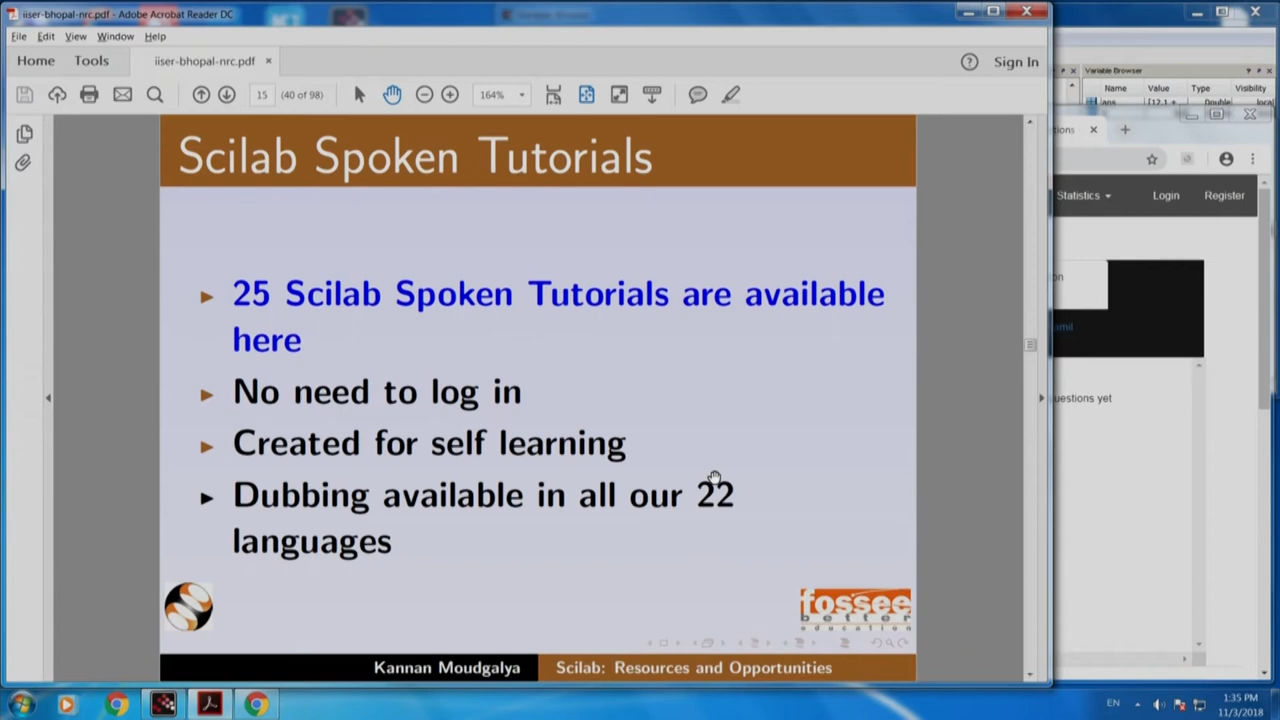 iiser-bhopal-nrc.pdf - Adobe Acrobat Reader DC
File Edit View Window Help
Home Tools iiser-bhopal-nrc.pdf × Sign In
15 (40 of 98) 164%
Variable Browser
Name Value Type Visibility
Statistics Login Register
Scilab Spoken Tutorials
25 Scilab Spoken Tutorials are available
here
No need to log in
Created for self learning
Dubbing available in all our 22
languages
fossee
better
education
Kannan Moudgalya Scilab: Resources and Opportunities
uestions yet
EN 1:35 PM
11/3/2018